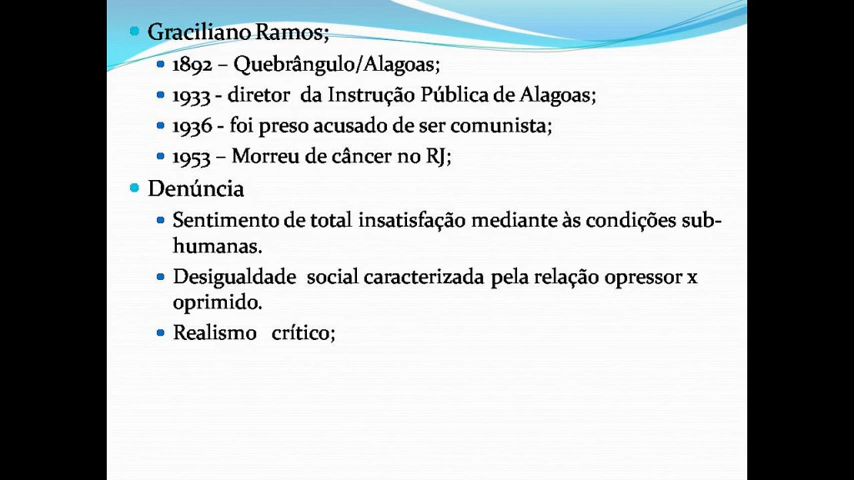 Graciliano Ramos;
1892 – Quebrângulo/Alagoas;
1933 - diretor da Instrução Pública de Alagoas;
1936 - foi preso acusado de ser comunista;
1953 – Morreu de câncer no RJ;
Denúncia
Sentimento de total insatisfação mediante às condições sub-
humanas.
Desigualdade social caracterizada pela relação opressor x
oprimido.
Realismo crítico;